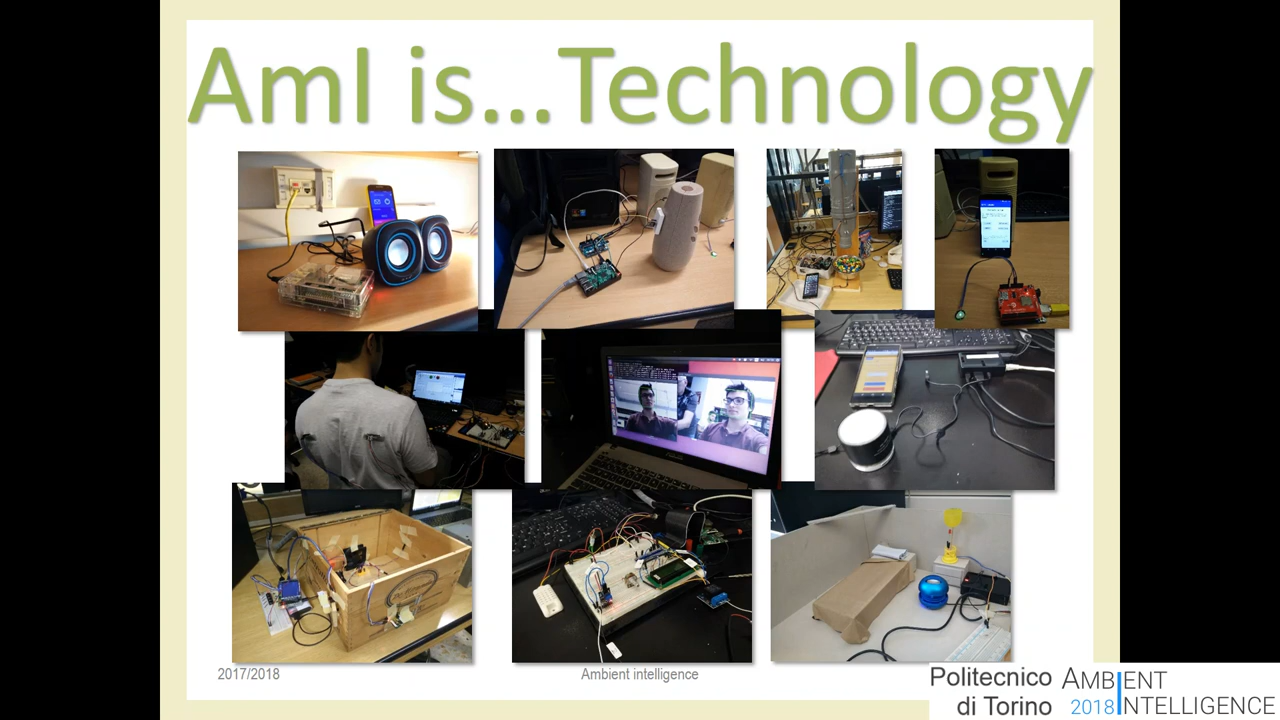 AmI is...Technology
2017/2018
Ambient intelligence
Politecnico
di Torino
AMBIENT
2018 INTELLIGENCE